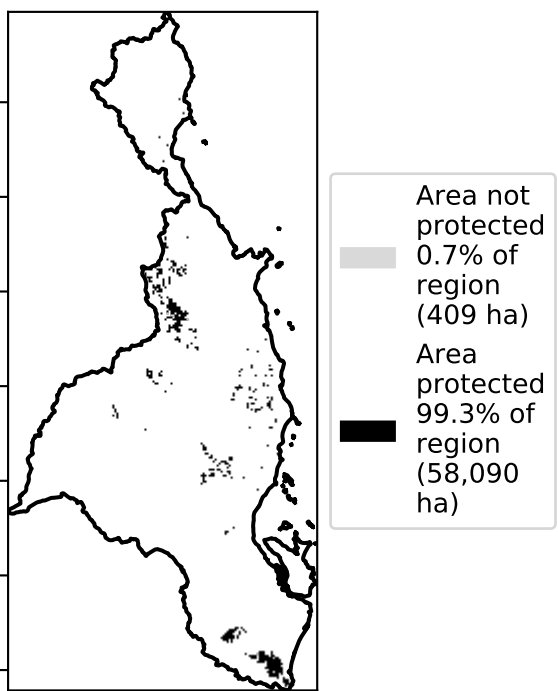 Area not
protected
0.7% of
region
(409 ha)
Area
protected
99.3% of
region
(58,090
ha)